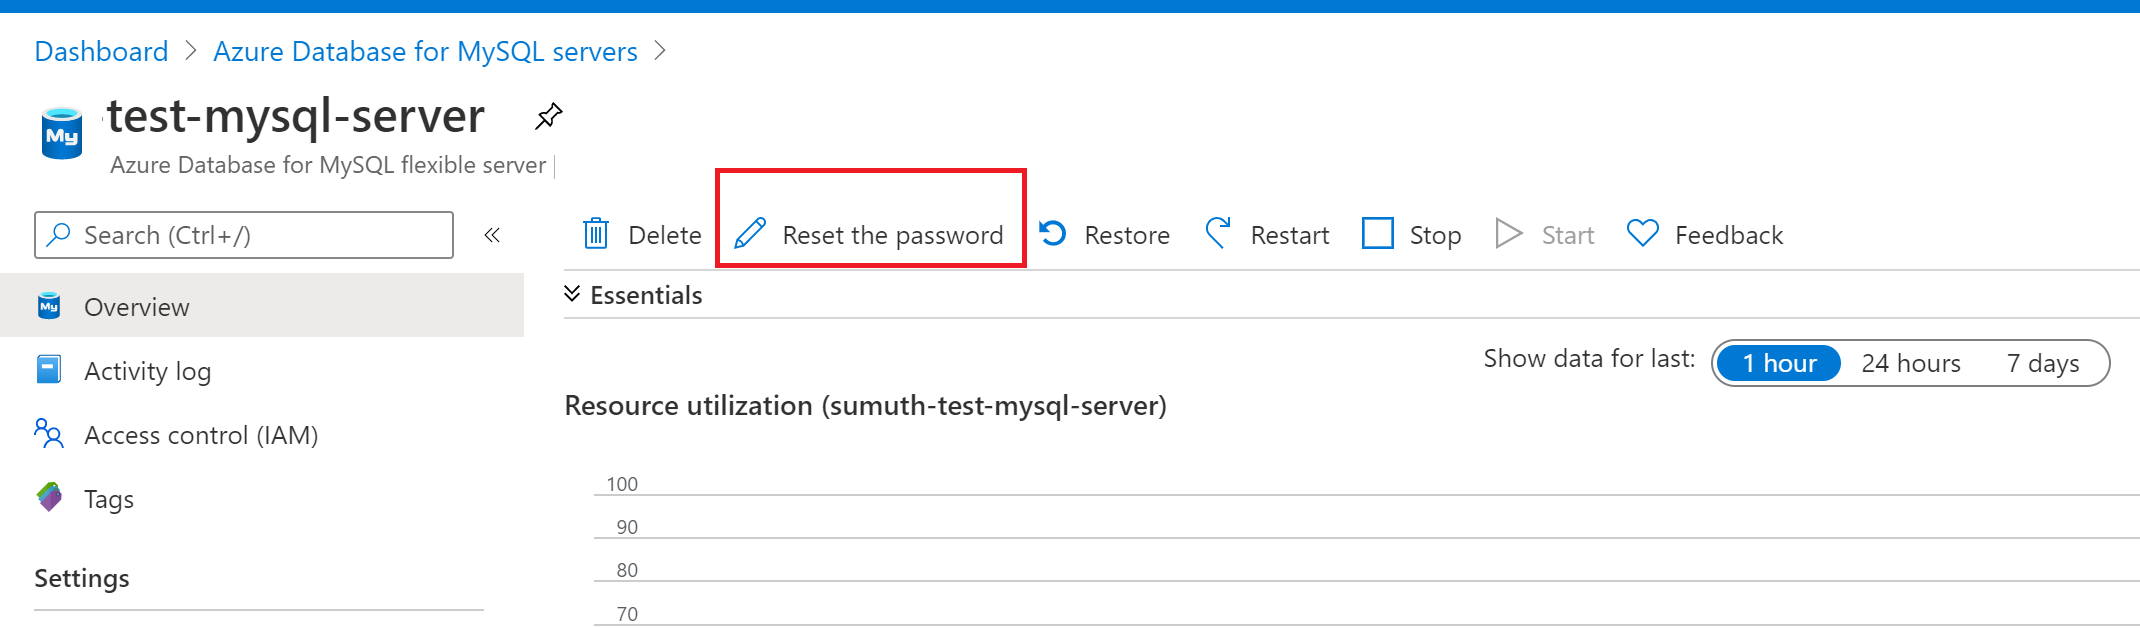 Dashboard > Azure Database for MySQL servers >
My
test-mysql-server
Azure Database for MySQL flexible server |
Search (Ctrl+/) «
Delete Reset the password Restore Restart Stop Start Feedback
My Overview
Essentials
Activity log
Show data for last: 1 hour 24 hours 7 days
Resource utilization (sumuth-test-mysql-server)
Access control (IAM)
Tags
100
90
80
70
Settings